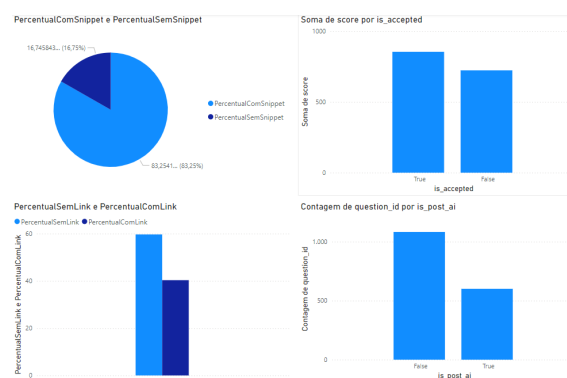 PercentualComSnippet e PercentualSemSnippet
16,745843... (16,75%)
PercentualComSnippet
PercentualSemSnippet
83,2541... (83,25%)
Soma de score por is_accepted
1000
500
0
Soma de score
True
False
is_accepted
PercentualSemLink e PercentualComLink
PercentualSemLink
PercentualComLink
60
40
20
0
PercentualSemLink e PercentualComLink
Contagem de question_id por is_post_ai
1.000
500
0
Contagem de question_id
False
True
is_post_ai